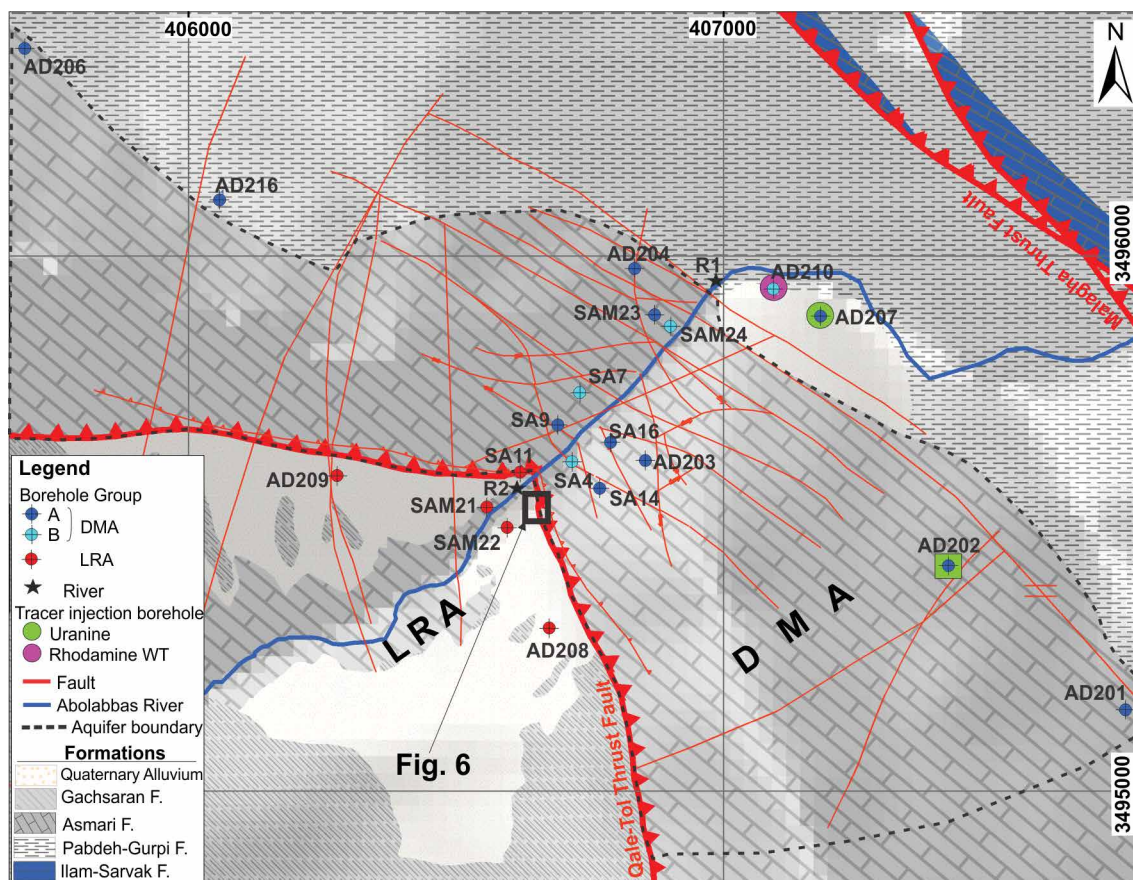 406000
407000
N
AD206
AD216
Malagha Thrust Fault
3496000
AD204
R1
AD210
SAM23
AD207
SAM24
SA7
SA9
SA16
SA11
AD203
AD209
R2
SA4
SA14
SAM21
SAM22
AD202
LRA
DMA
AD208
AD201
Qale-Tol Thrust Fault
Fig. 6
3495000
Legend
Borehole Group
A
B
DMA
LRA
River
Tracer injection borehole
Uranine
Rhodamine WT
Fault
Abolabbas River
Aquifer boundary
Formations
Quaternary Alluvium
Gachsaran F.
Asmari F.
Pabdeh-Gurpi F.
Ilam-Sarvak F.